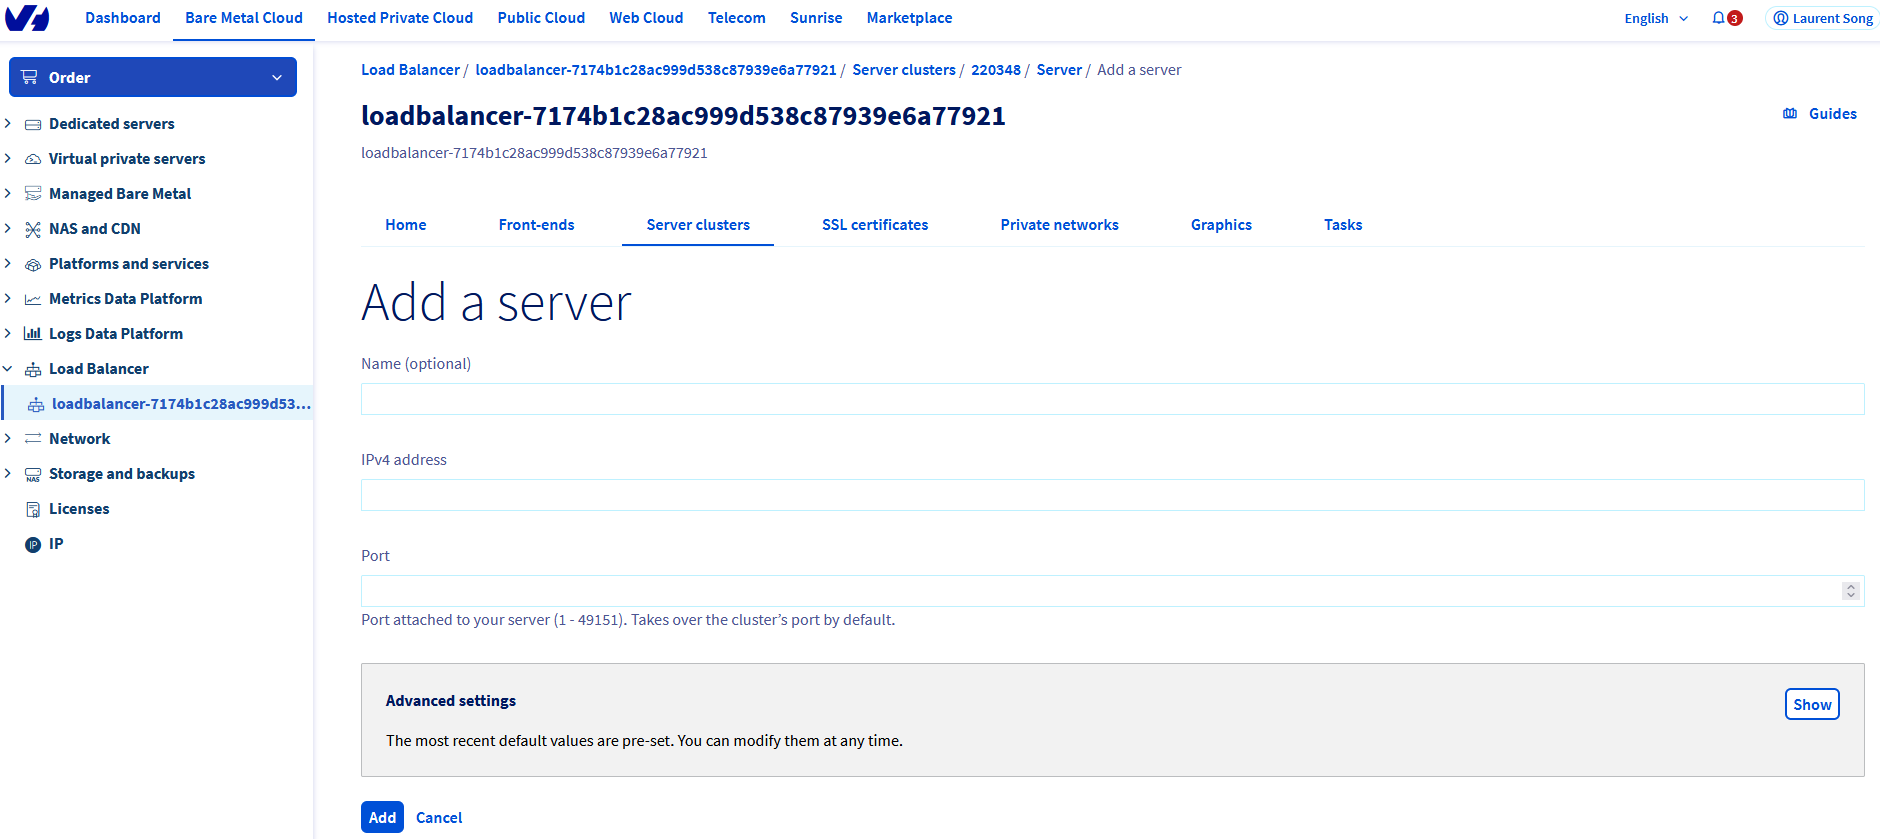 Dashboard Bare Metal Cloud Hosted Private Cloud Public Cloud Web Cloud Telecom Sunrise Marketplace English 3 Laurent Song
Order
Dedicated servers
Virtual private servers
Managed Bare Metal
NAS and CDN
Platforms and services
Metrics Data Platform
Logs Data Platform
Load Balancer
loadbalancer-7174b1c28ac999d53...
Network
NAS
Storage and backups
Licenses
IP IP
Load Balancer / loadbalancer-7174b1c28ac999d538c87939e6a77921 / Server clusters / 220348 / Server / Add a server
loadbalancer-7174b1c28ac999d538c87939e6a77921
Guides
loadbalancer-7174b1c28ac999d538c87939e6a77921
Home Front-ends Server clusters SSL certificates Private networks Graphics Tasks
Add a server
Name (optional)
IPv4 address
Port
Port attached to your server (1 - 49151). Takes over the cluster’s port by default.
Advanced settings
Show
The most recent default values are pre-set. You can modify them at any time.
Add Cancel